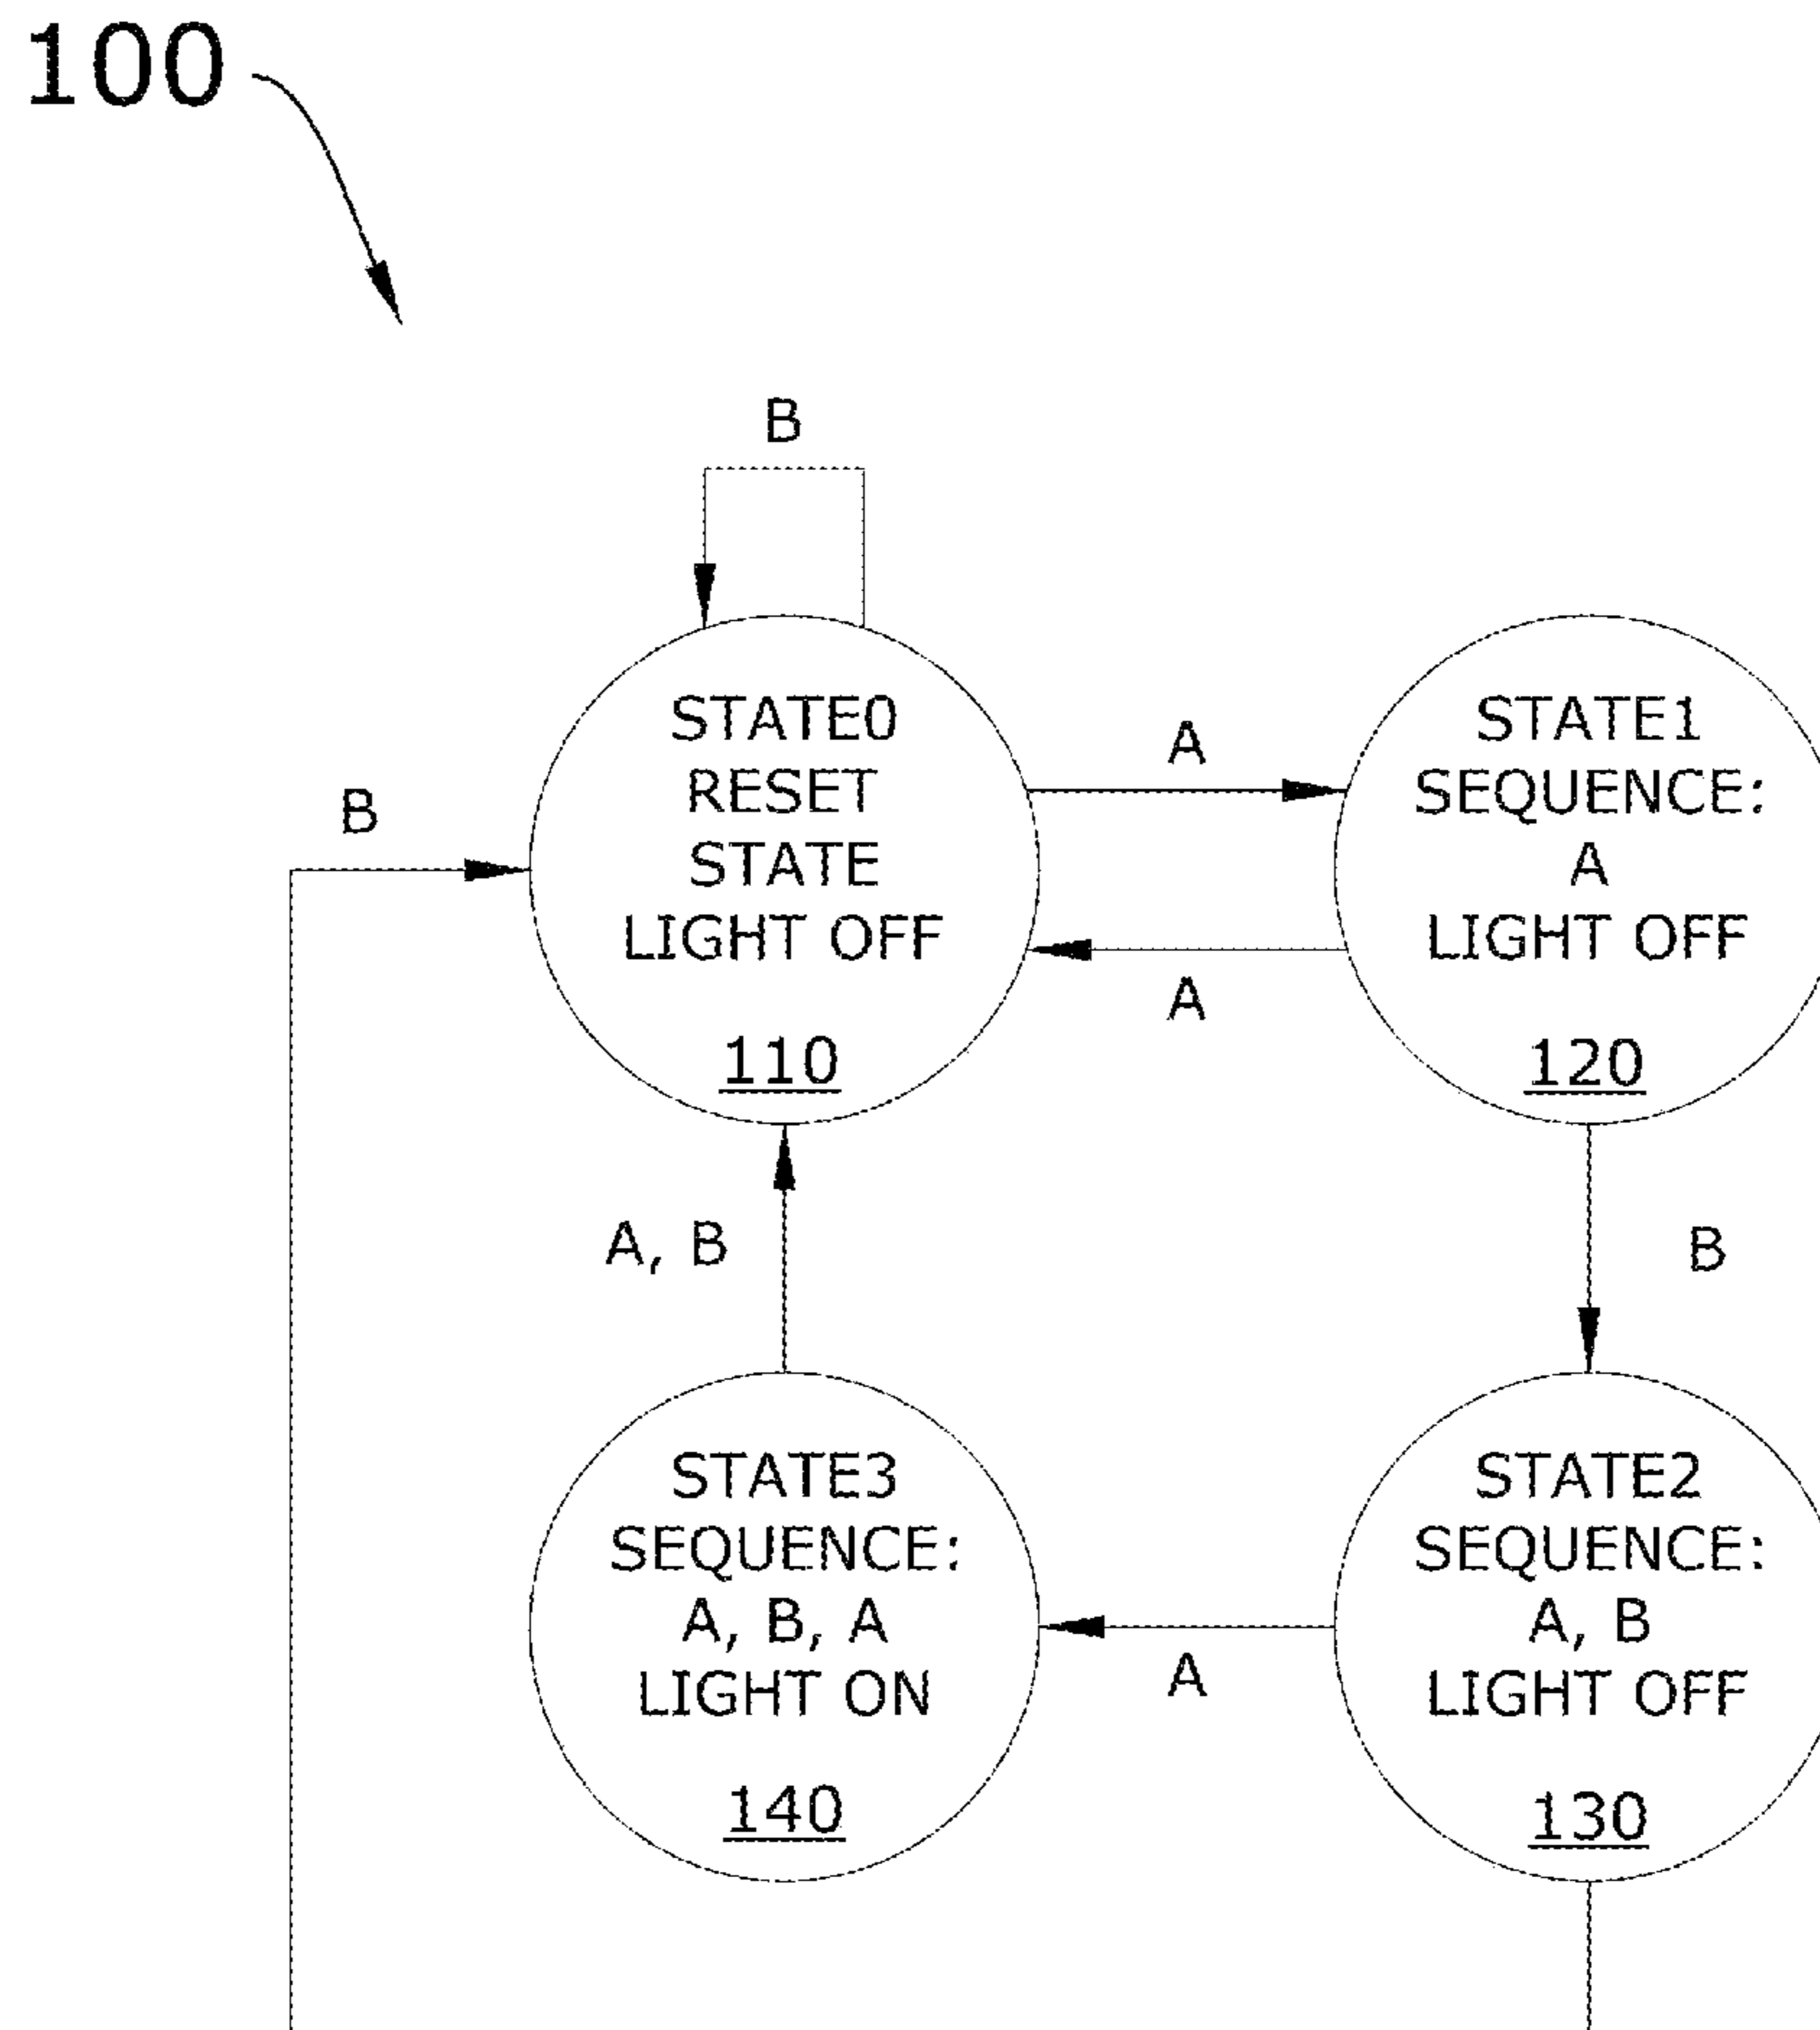 100
B
STATE0
RESET
STATE
LIGHT OFF
110
A
STATE1
SEQUENCE:
A
LIGHT OFF
120
B
A
A, B
B
STATE3
SEQUENCE:
A, B, A
LIGHT ON
140
A
STATE2
SEQUENCE:
A, B
LIGHT OFF
130